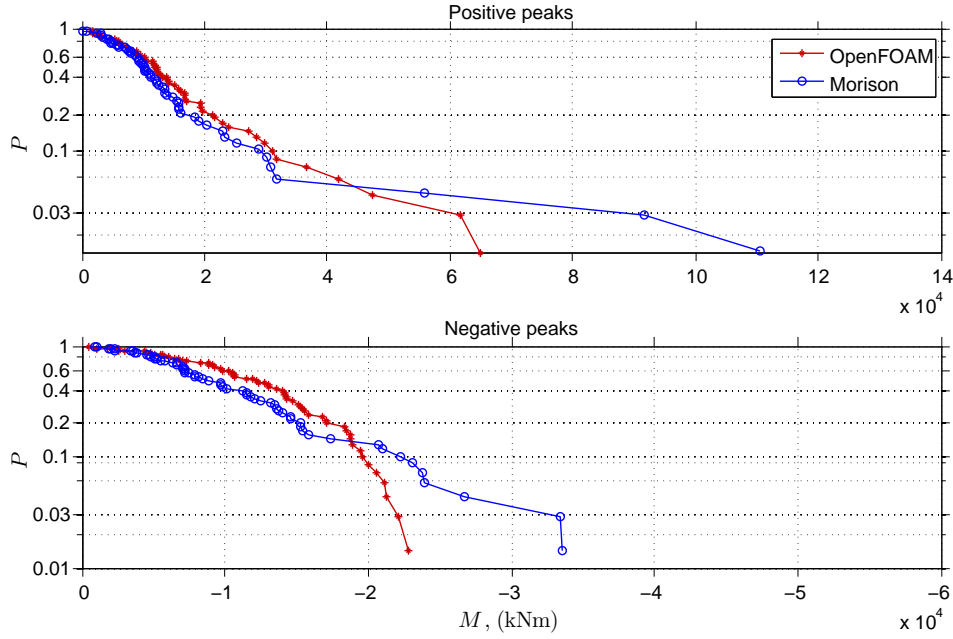 Positive peaks
1
0.6
0.4
0.2
0.1
0.03
P
OpenFOAM
Morison
0 2 4 6 8 10 12 14
x 10^4
Negative peaks
1
0.6
0.4
0.2
0.1
0.03
0.01
P
0 −1 −2 −3 −4 −5 −6
M, (kNm)
x 10^4